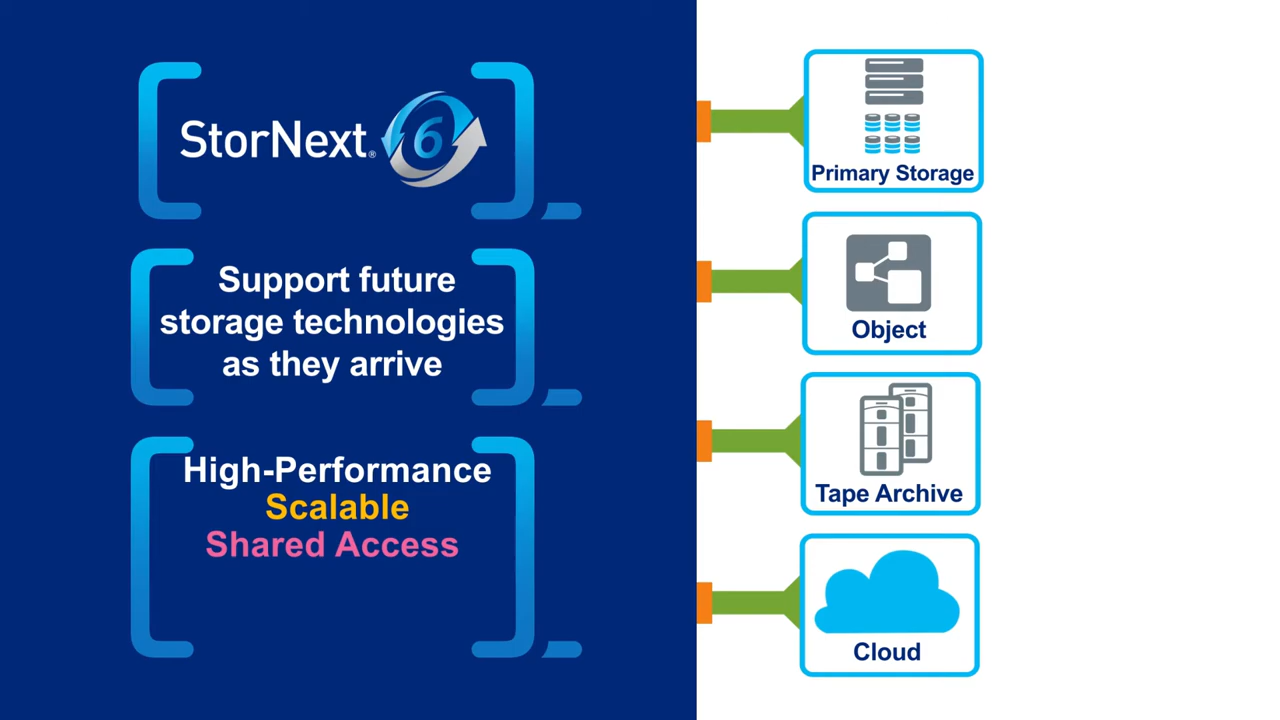 StorNext® 6
Support future
storage technologies
as they arrive
High-Performance
Scalable
Shared Access
Primary Storage
Object
Tape Archive
Cloud